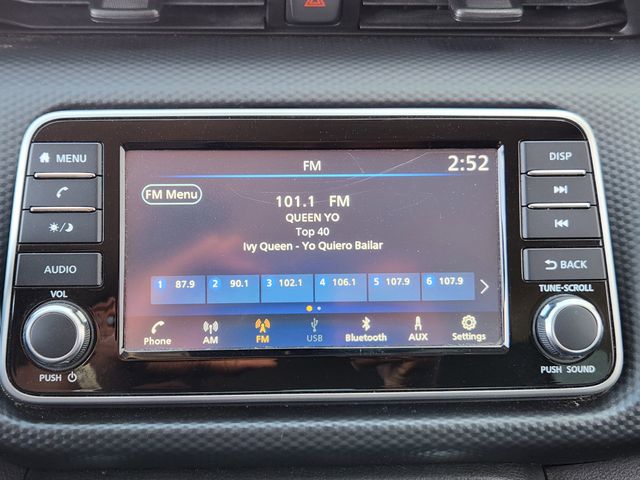 MENU
AUDIO
VOL
PUSH
FM
2:52
FM Menu
101.1 FM
QUEEN YO
Top 40
Ivy Queen - Yo Quiero Bailar
1 87.9 2 90.1 3 102.1 4 106.1 5 107.9 6 107.9
Phone AM FM USB Bluetooth AUX Settings
DISP
BACK
TUNE·SCROLL
PUSH SOUND